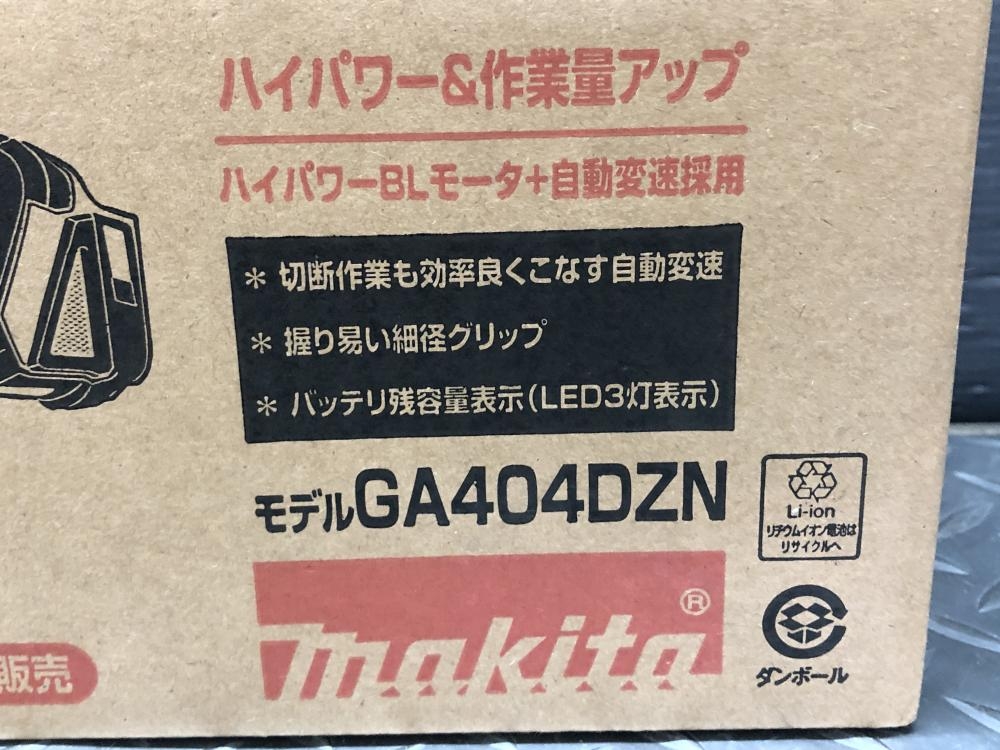 ハイパワー&作業量アップ
ハイパワーBLモータ+自動変速採用
* 切断作業も効率良くこなす自動変速
* 握り易い細径グリップ
* バッテリ残容量表示(LED3灯表示)
モデルGA404DZN
Li-ion
リチウムイオン電池は
リサイクルへ
makita®
ダンボール
販売